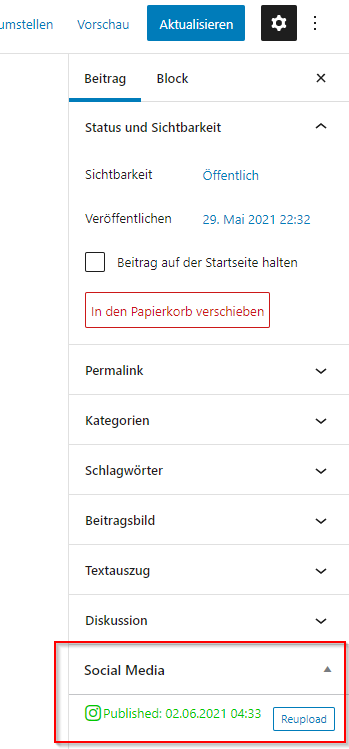 umstellen Vorschau Aktualisieren
Beitrag Block
Status und Sichtbarkeit
Sichtbarkeit Öffentlich
Veröffentlichen 29. Mai 2021 22:32
Beitrag auf der Startseite halten
In den Papierkorb verschieben
Permalink
Kategorien
Schlagwörter
Beitragsbild
Textauszug
Diskussion
Social Media
Published: 02.06.2021 04:33 Reupload